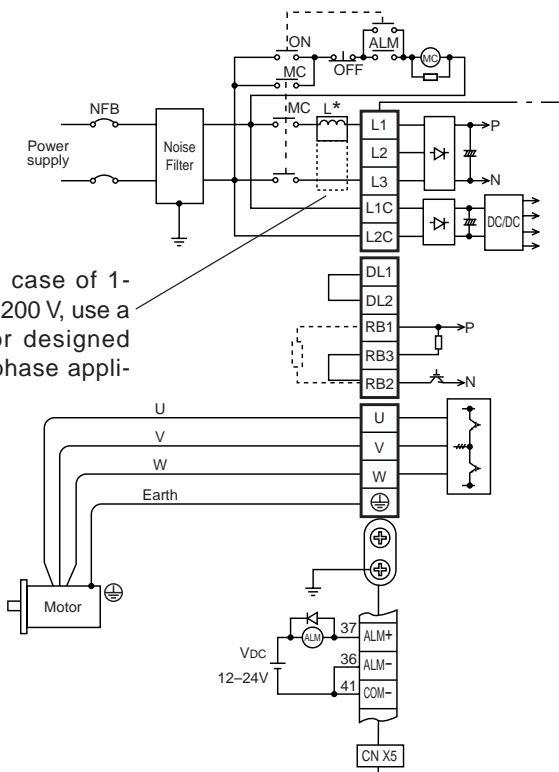 ON
ALM
MC
OFF
MC
NFB
MC
L*
L1
P
Power
supply
Noise
Filter
L2
L3
N
L1C
L2C
DC/DC
case of 1-
200 V, use a
or designed
phase appli-
DL1
DL2
RB1
P
RB3
RB2
N
U
U
V
V
W
W
Earth
Motor
VDC
12–24V
ALM
37
ALM+
36
ALM−
41
COM−
CN X5